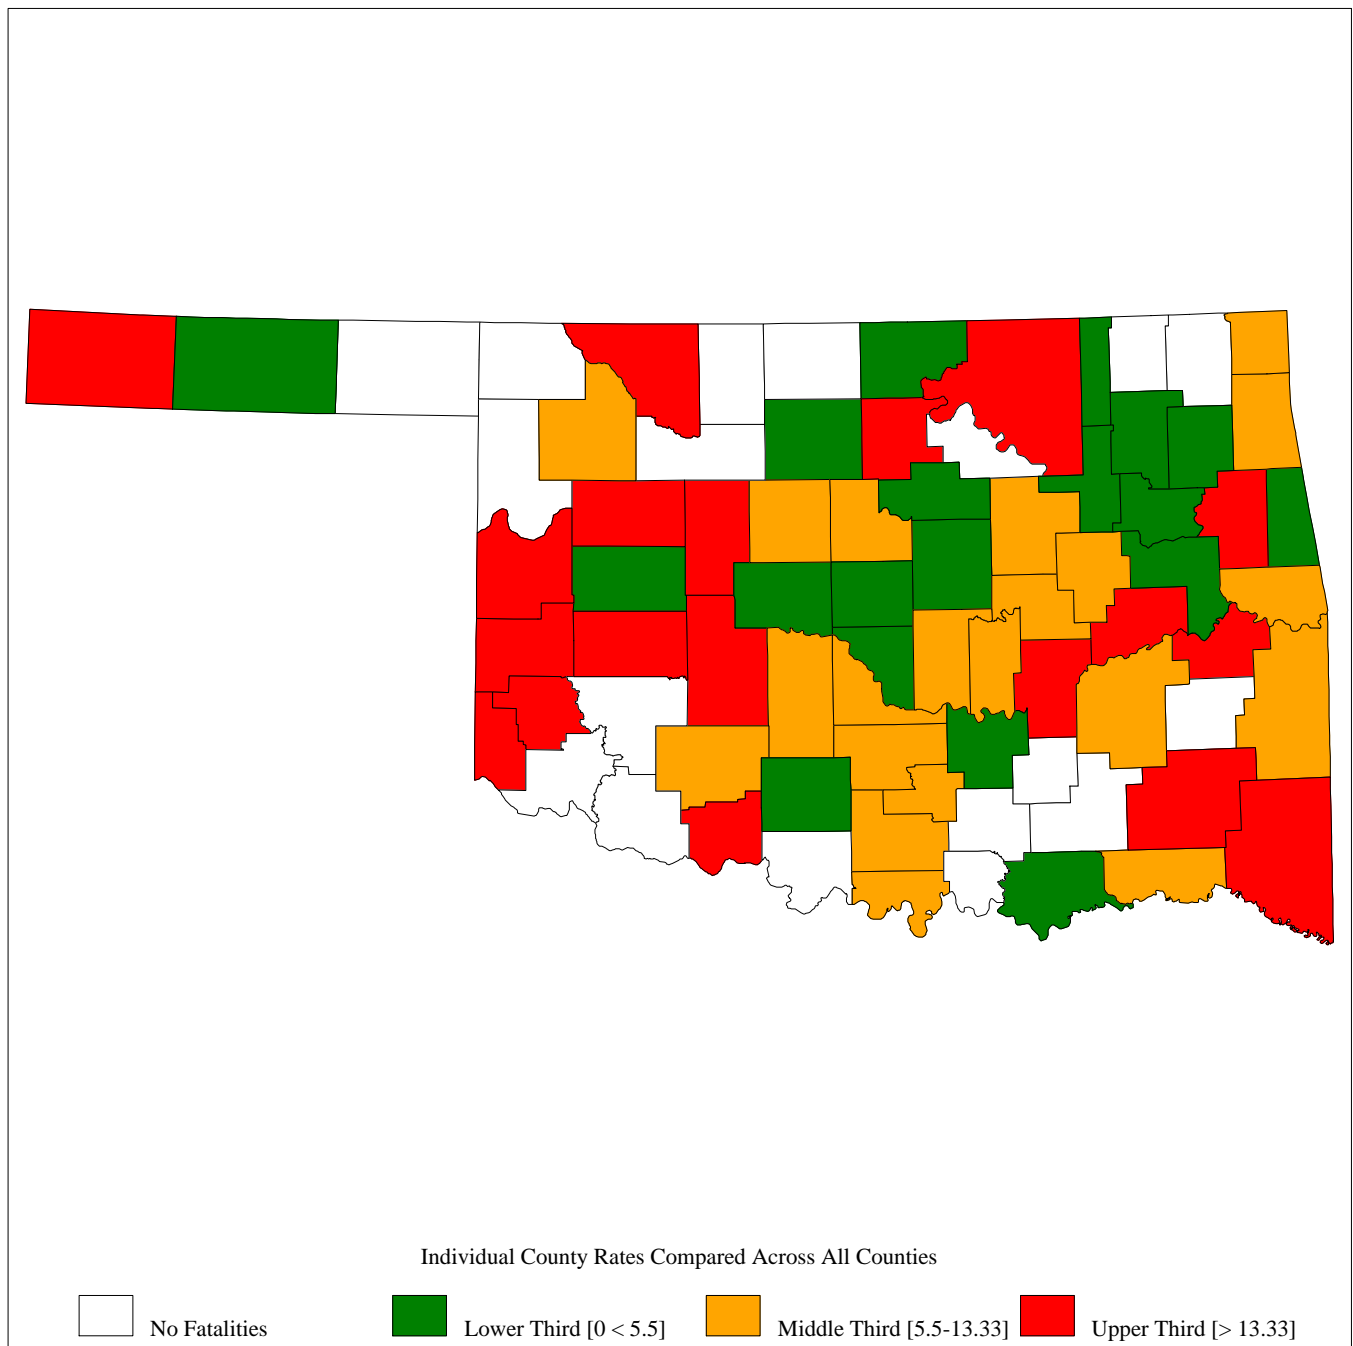 Individual County Rates Compared Across All Counties
No Fatalities
Lower Third [0 < 5.5]
Middle Third [5.5-13.33]
Upper Third [> 13.33]